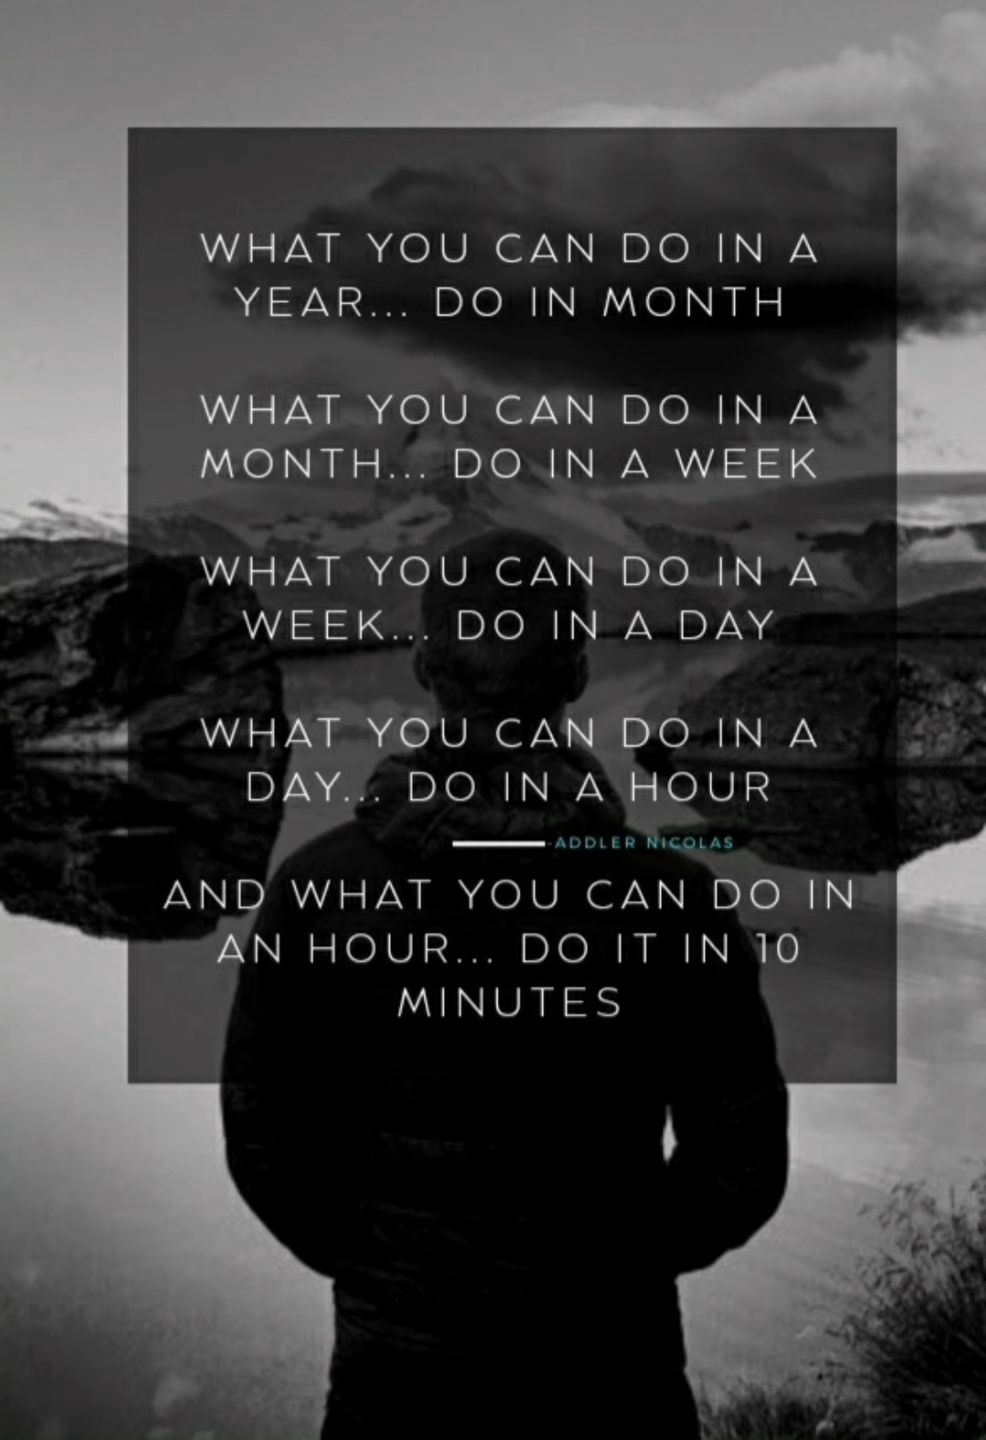 WHAT YOU CAN DO IN A
YEAR... DO IN MONTH
WHAT YOU CAN DO IN A
MONTH... DO IN A WEEK
WHAT YOU CAN DO IN A
WEEK... DO IN A DAY
WHAT YOU CAN DO IN A
DAY... DO IN A HOUR
-ADDLER NICOLAS
AND WHAT YOU CAN DO IN
AN HOUR... DO IT IN 10
MINUTES